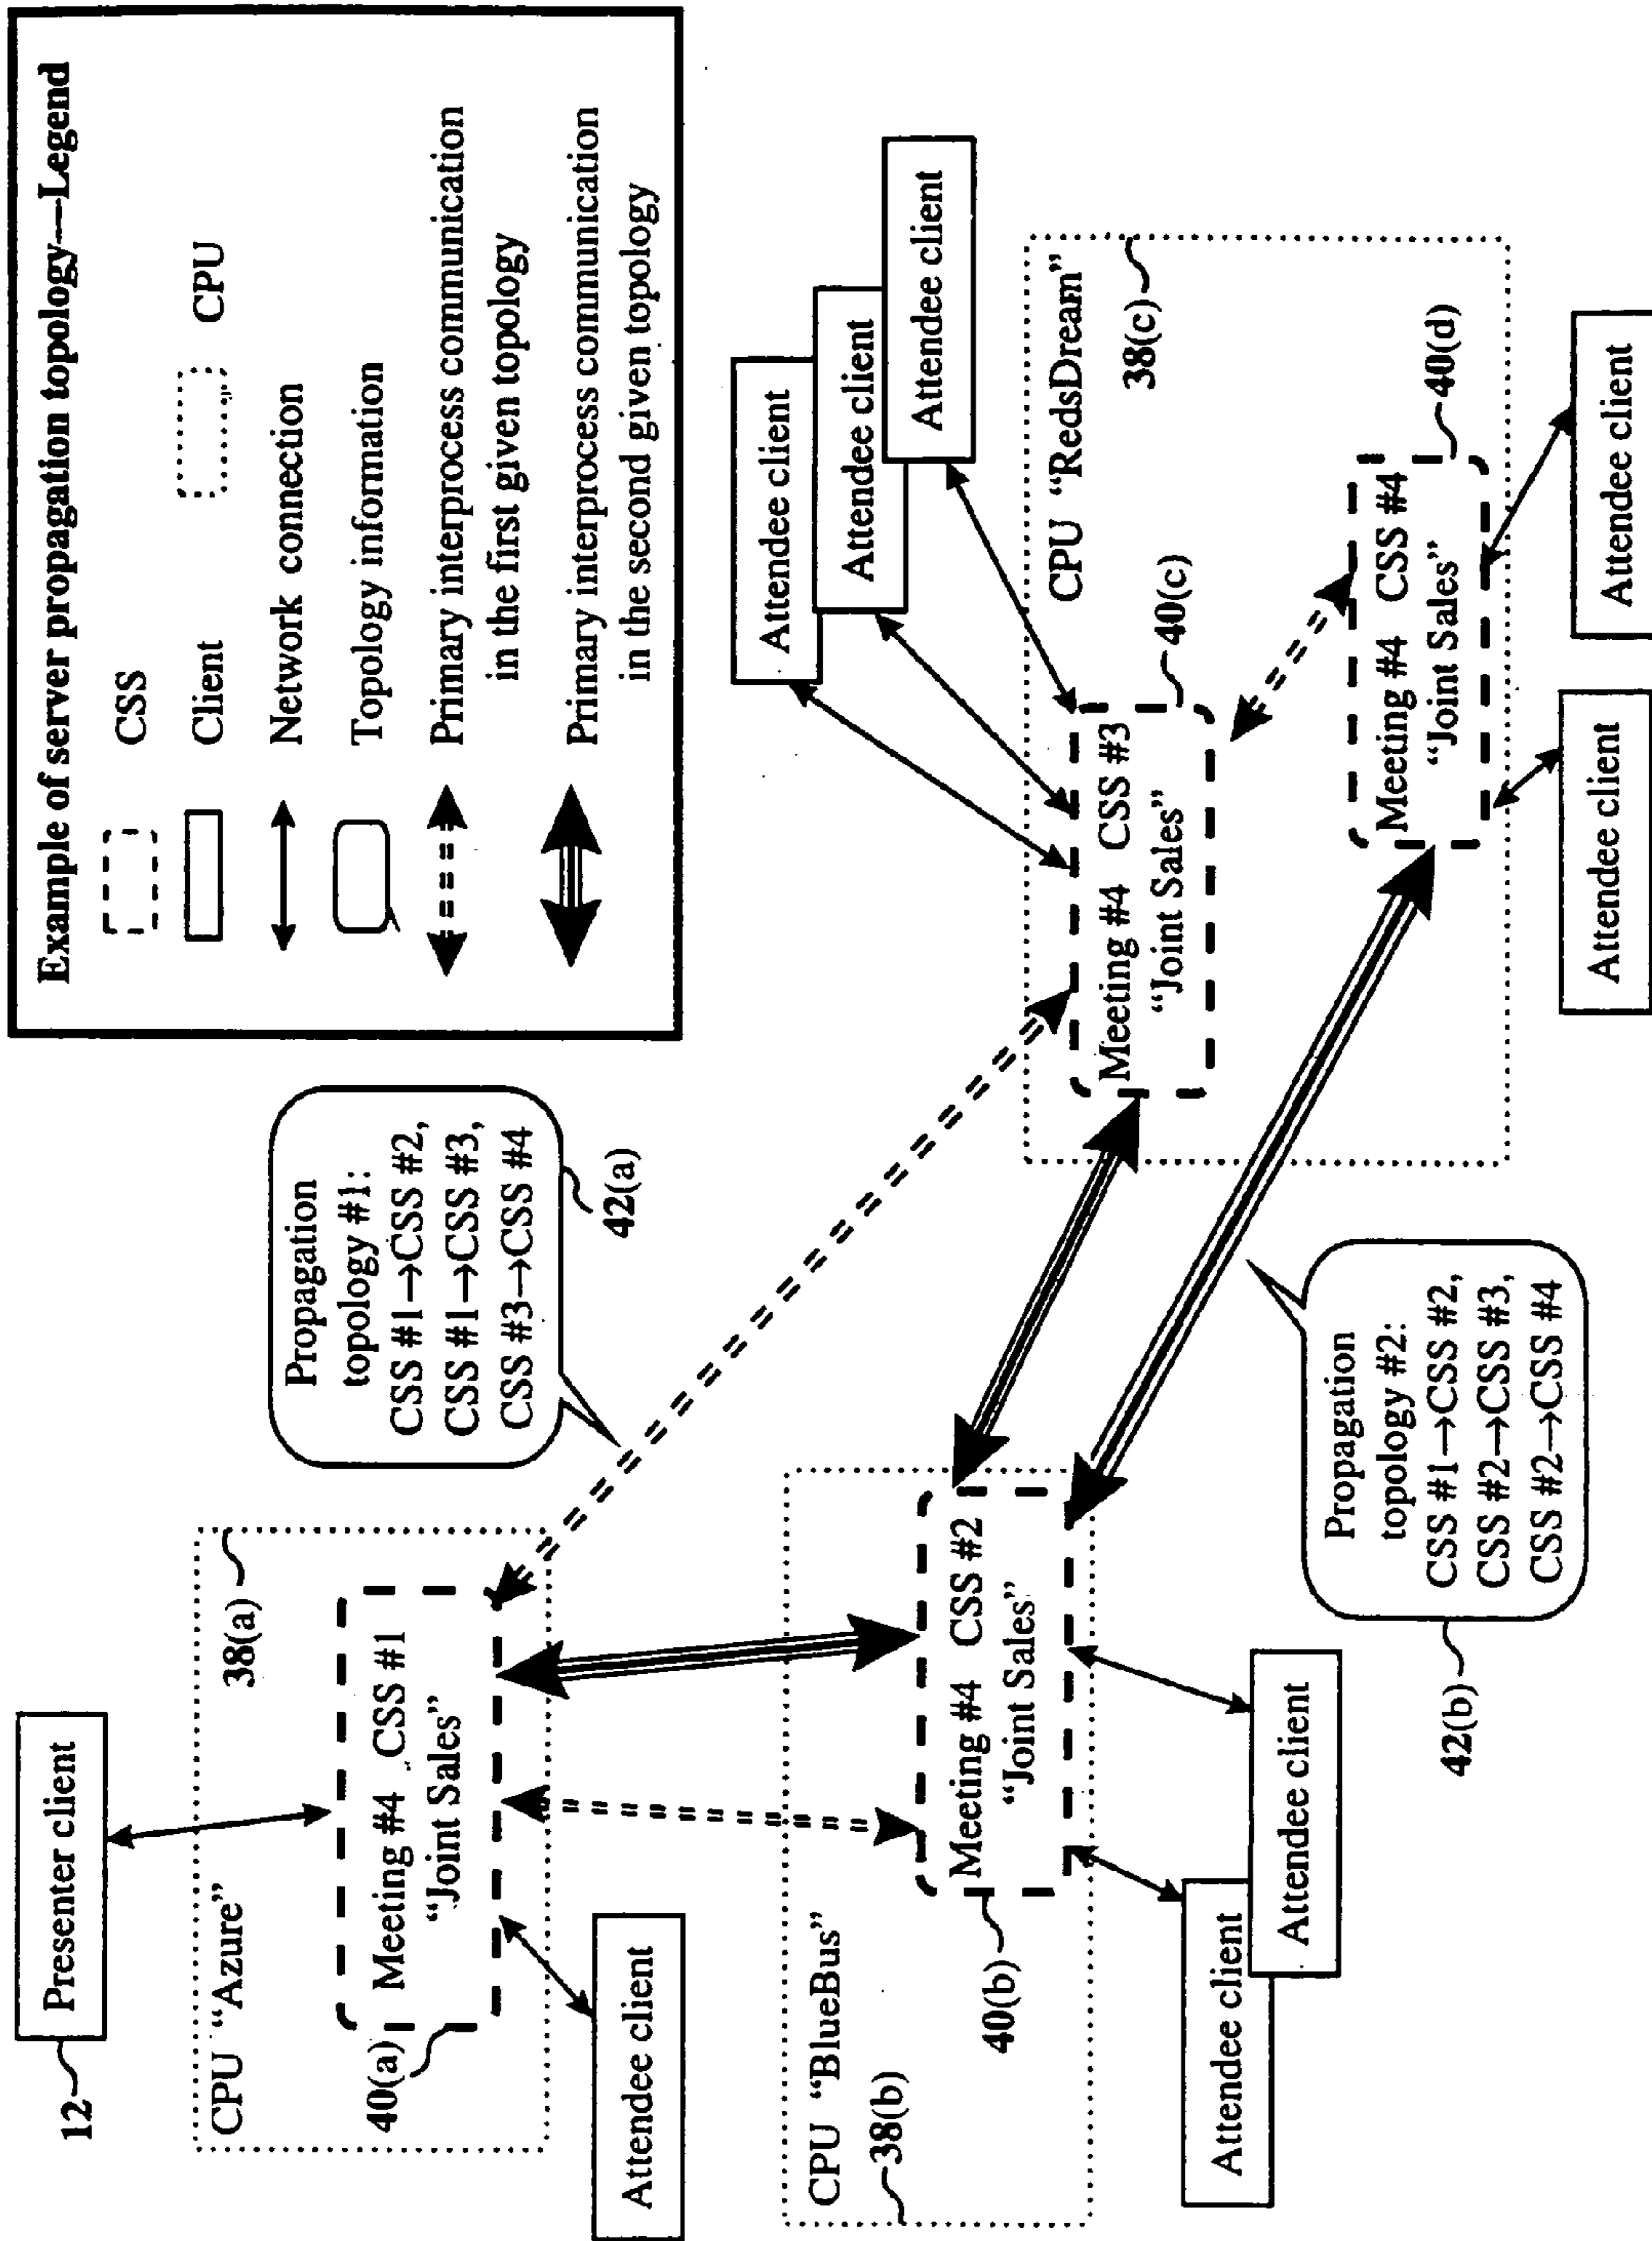 Example of server propagation topology—Legend
CSS
Client
CPU
Network connection
Topology information
Primary interprocess communication
in the first given topology
Primary interprocess communication
in the second given topology
12
Presenter client
CPU “Azure”
38(a)
Meeting #4 CSS #1
“Joint Sales”
40(a)
Attendee client
Propagation
topology #1:
CSS #1→CSS #2,
CSS #1→CSS #3,
CSS #3→CSS #4
42(a)
CPU “BlueBus”
38(b)
Meeting #4 CSS #2
“Joint Sales”
40(b)
Attendee client
Attendee client
Propagation
topology #2:
CSS #1→CSS #2,
CSS #2→CSS #3,
CSS #2→CSS #4
42(b)
Attendee client
Attendee client
Attendee client
CPU “RedsDream”
38(c)
Meeting #4 CSS #3
“Joint Sales”
40(c)
Meeting #4 CSS #4
“Joint Sales”
40(d)
Attendee client
Attendee client